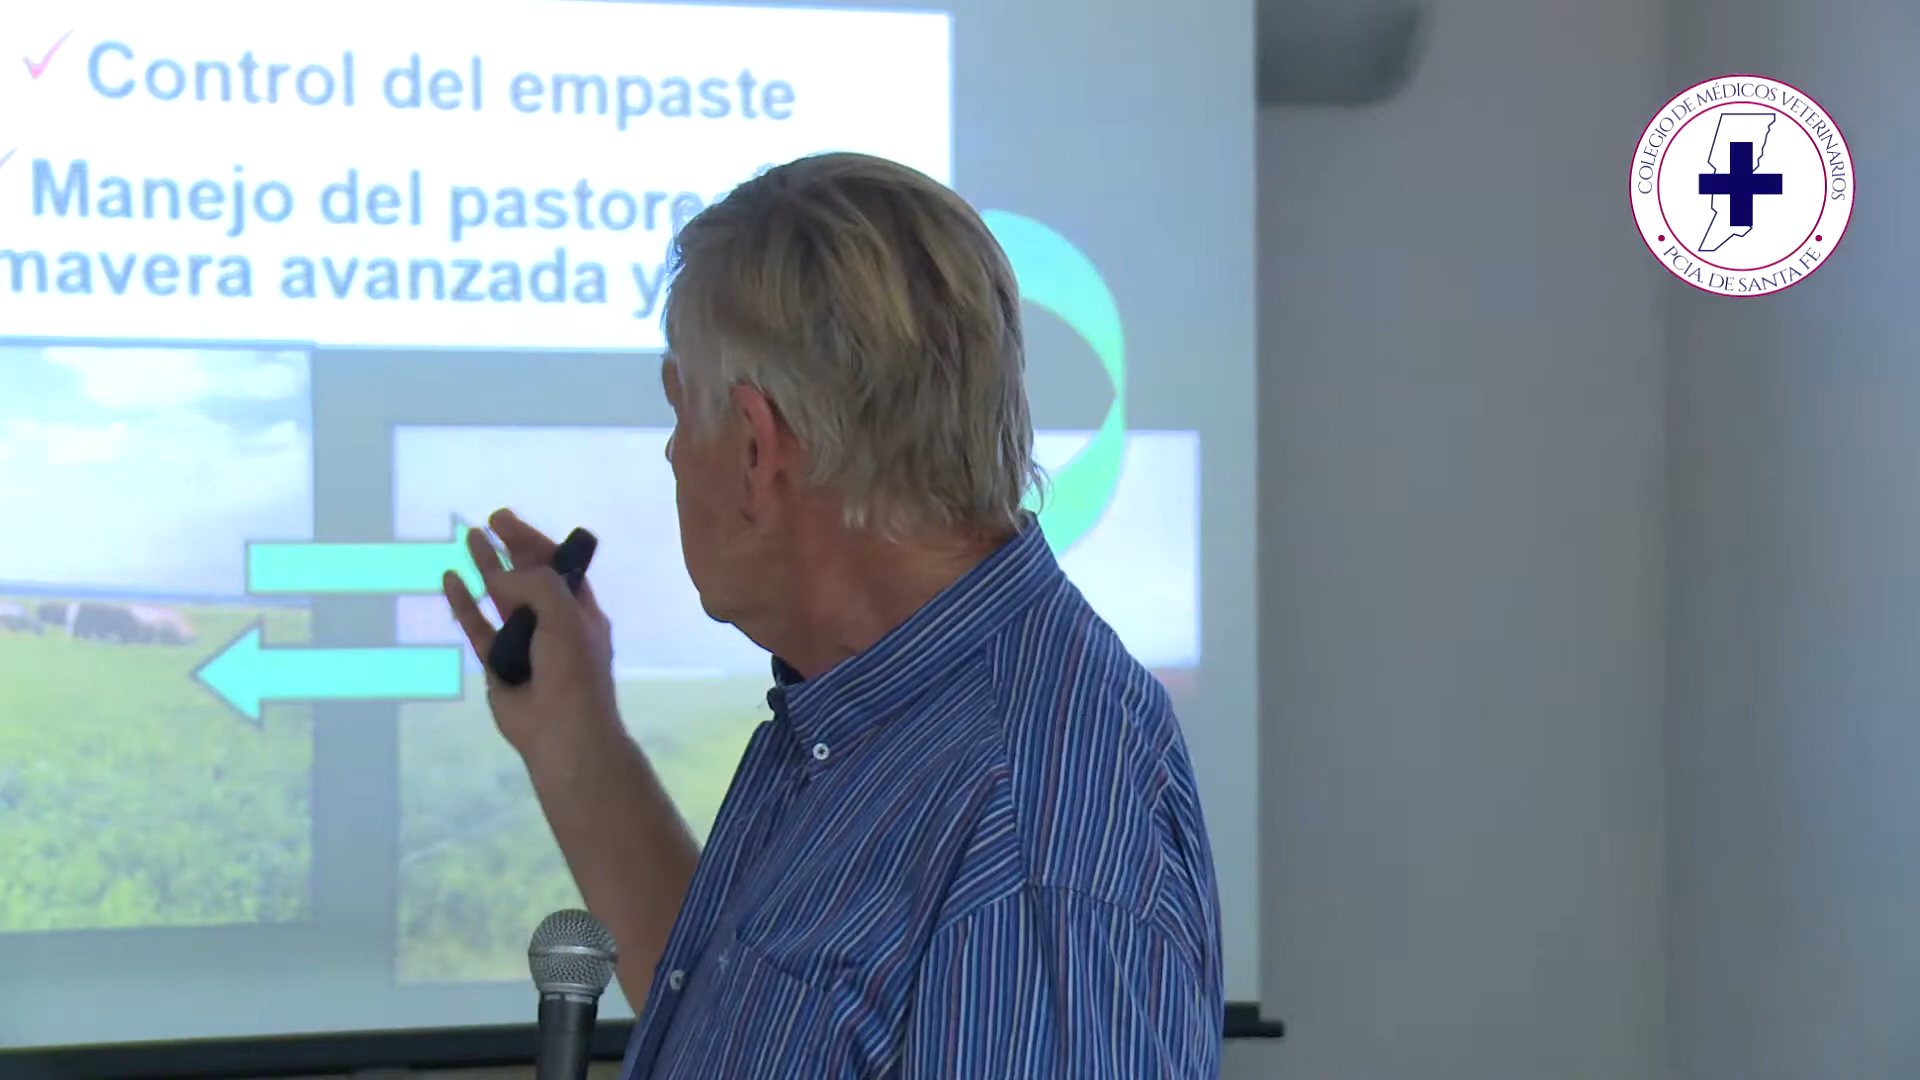 Control del empaste
Manejo del pastore
mavera avanzada y
COLEGIO DE MÉDICOS VETERINARIOS
PCIA. DE SANTA FE